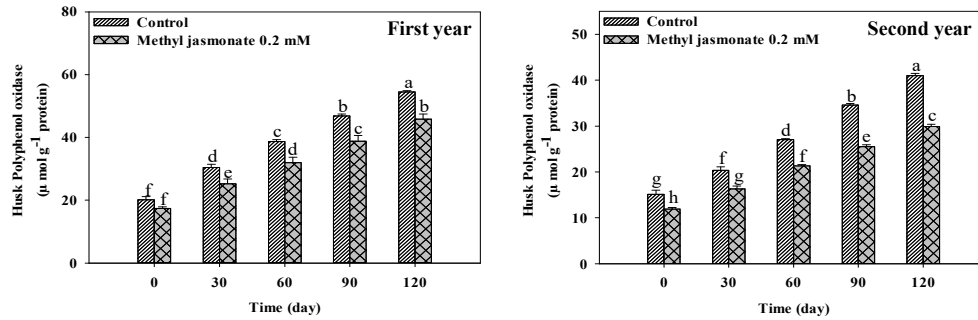 80
60
40
20
0
Husk Polyphenol oxidase
(μ mol g⁻¹ protein)
Control
Methyl jasmonate 0.2 mM
First year
f
f
d
e
c
d
b
c
a
b
0 30 60 90 120
Time (day)
50
40
30
20
10
0
Husk Polyphenol oxidase
(μ mol g⁻¹ protein)
Control
Methyl jasmonate 0.2 mM
Second year
g
h
f
g
d
f
b
e
a
c
0 30 60 90 120
Time (day)